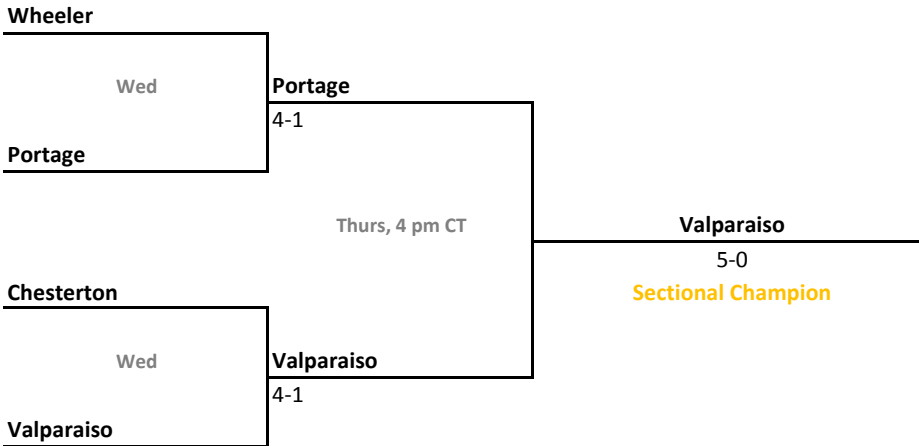 Wheeler
Wed
Portage
4-1
Portage
Thurs, 4 pm CT
Valparaiso
5-0
Sectional Champion
Chesterton
Wed
Valparaiso
4-1
Valparaiso